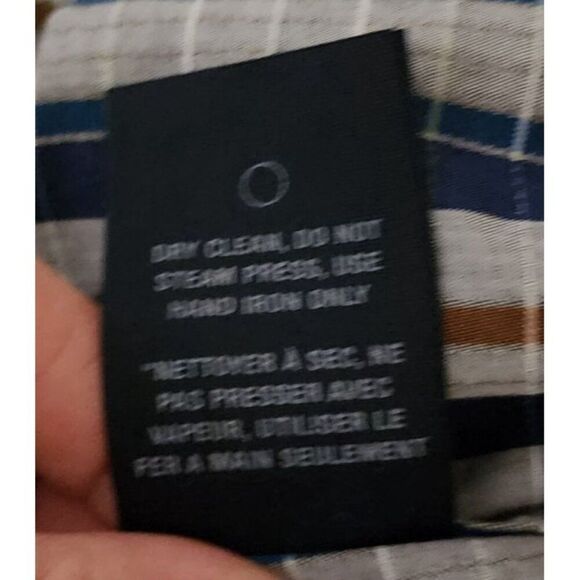 DRY CLEAN, DO NOT
STEAM PRESS, USE
HAND IRON ONLY
"NETTOYER À SEC, NE
PAS PRESSER AVEC
VAPEUR, UTILISER LE
FER A MAIN SEULEMENT